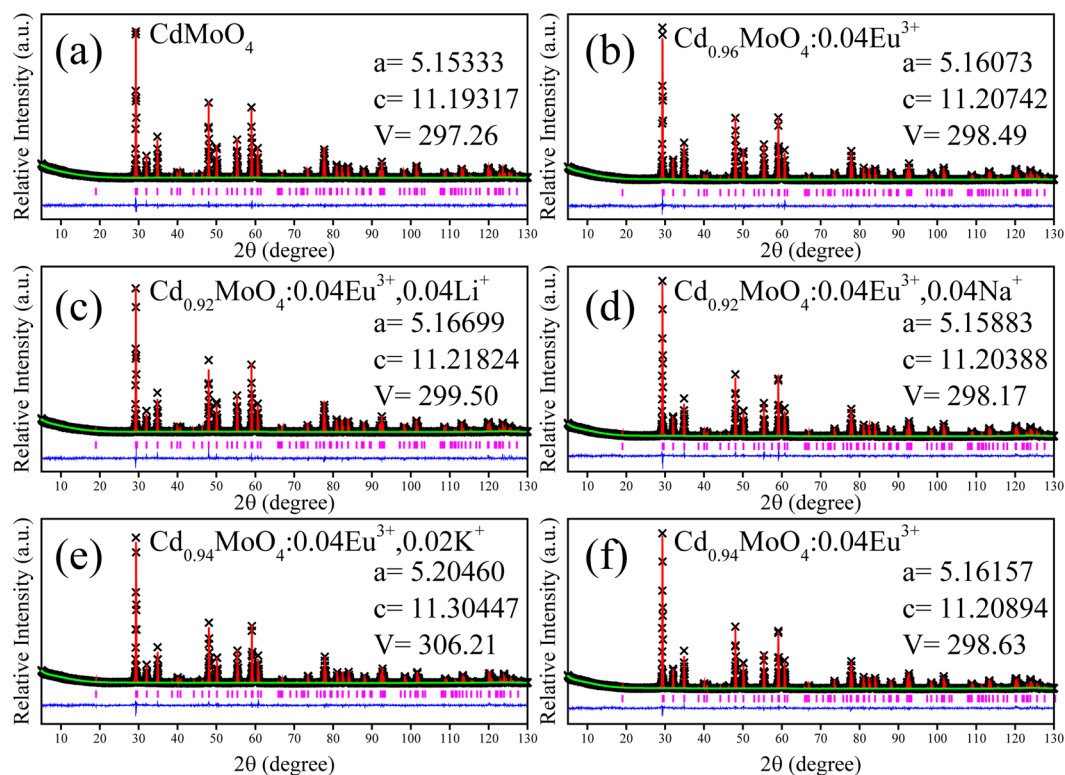 (a) CdMoO₄
a= 5.15333
c= 11.19317
V= 297.26
Relative Intensity (a.u.)
10 20 30 40 50 60 70 80 90 100 110 120 130
2θ (degree)
(b) Cd₀.₉₆MoO₄:0.04Eu³⁺
a= 5.16073
c= 11.20742
V= 298.49
Relative Intensity (a.u.)
10 20 30 40 50 60 70 80 90 100 110 120 130
2θ (degree)
(c) Cd₀.₉₂MoO₄:0.04Eu³⁺,0.04Li⁺
a= 5.16699
c= 11.21824
V= 299.50
Relative Intensity (a.u.)
10 20 30 40 50 60 70 80 90 100 110 120 130
2θ (degree)
(d) Cd₀.₉₂MoO₄:0.04Eu³⁺,0.04Na⁺
a= 5.15883
c= 11.20388
V= 298.17
Relative Intensity (a.u.)
10 20 30 40 50 60 70 80 90 100 110 120 130
2θ (degree)
(e) Cd₀.₉₄MoO₄:0.04Eu³⁺,0.02K⁺
a= 5.20460
c= 11.30447
V= 306.21
Relative Intensity (a.u.)
10 20 30 40 50 60 70 80 90 100 110 120 130
2θ (degree)
(f) Cd₀.₉₄MoO₄:0.04Eu³⁺
a= 5.16157
c= 11.20894
V= 298.63
Relative Intensity (a.u.)
10 20 30 40 50 60 70 80 90 100 110 120 130
2θ (degree)